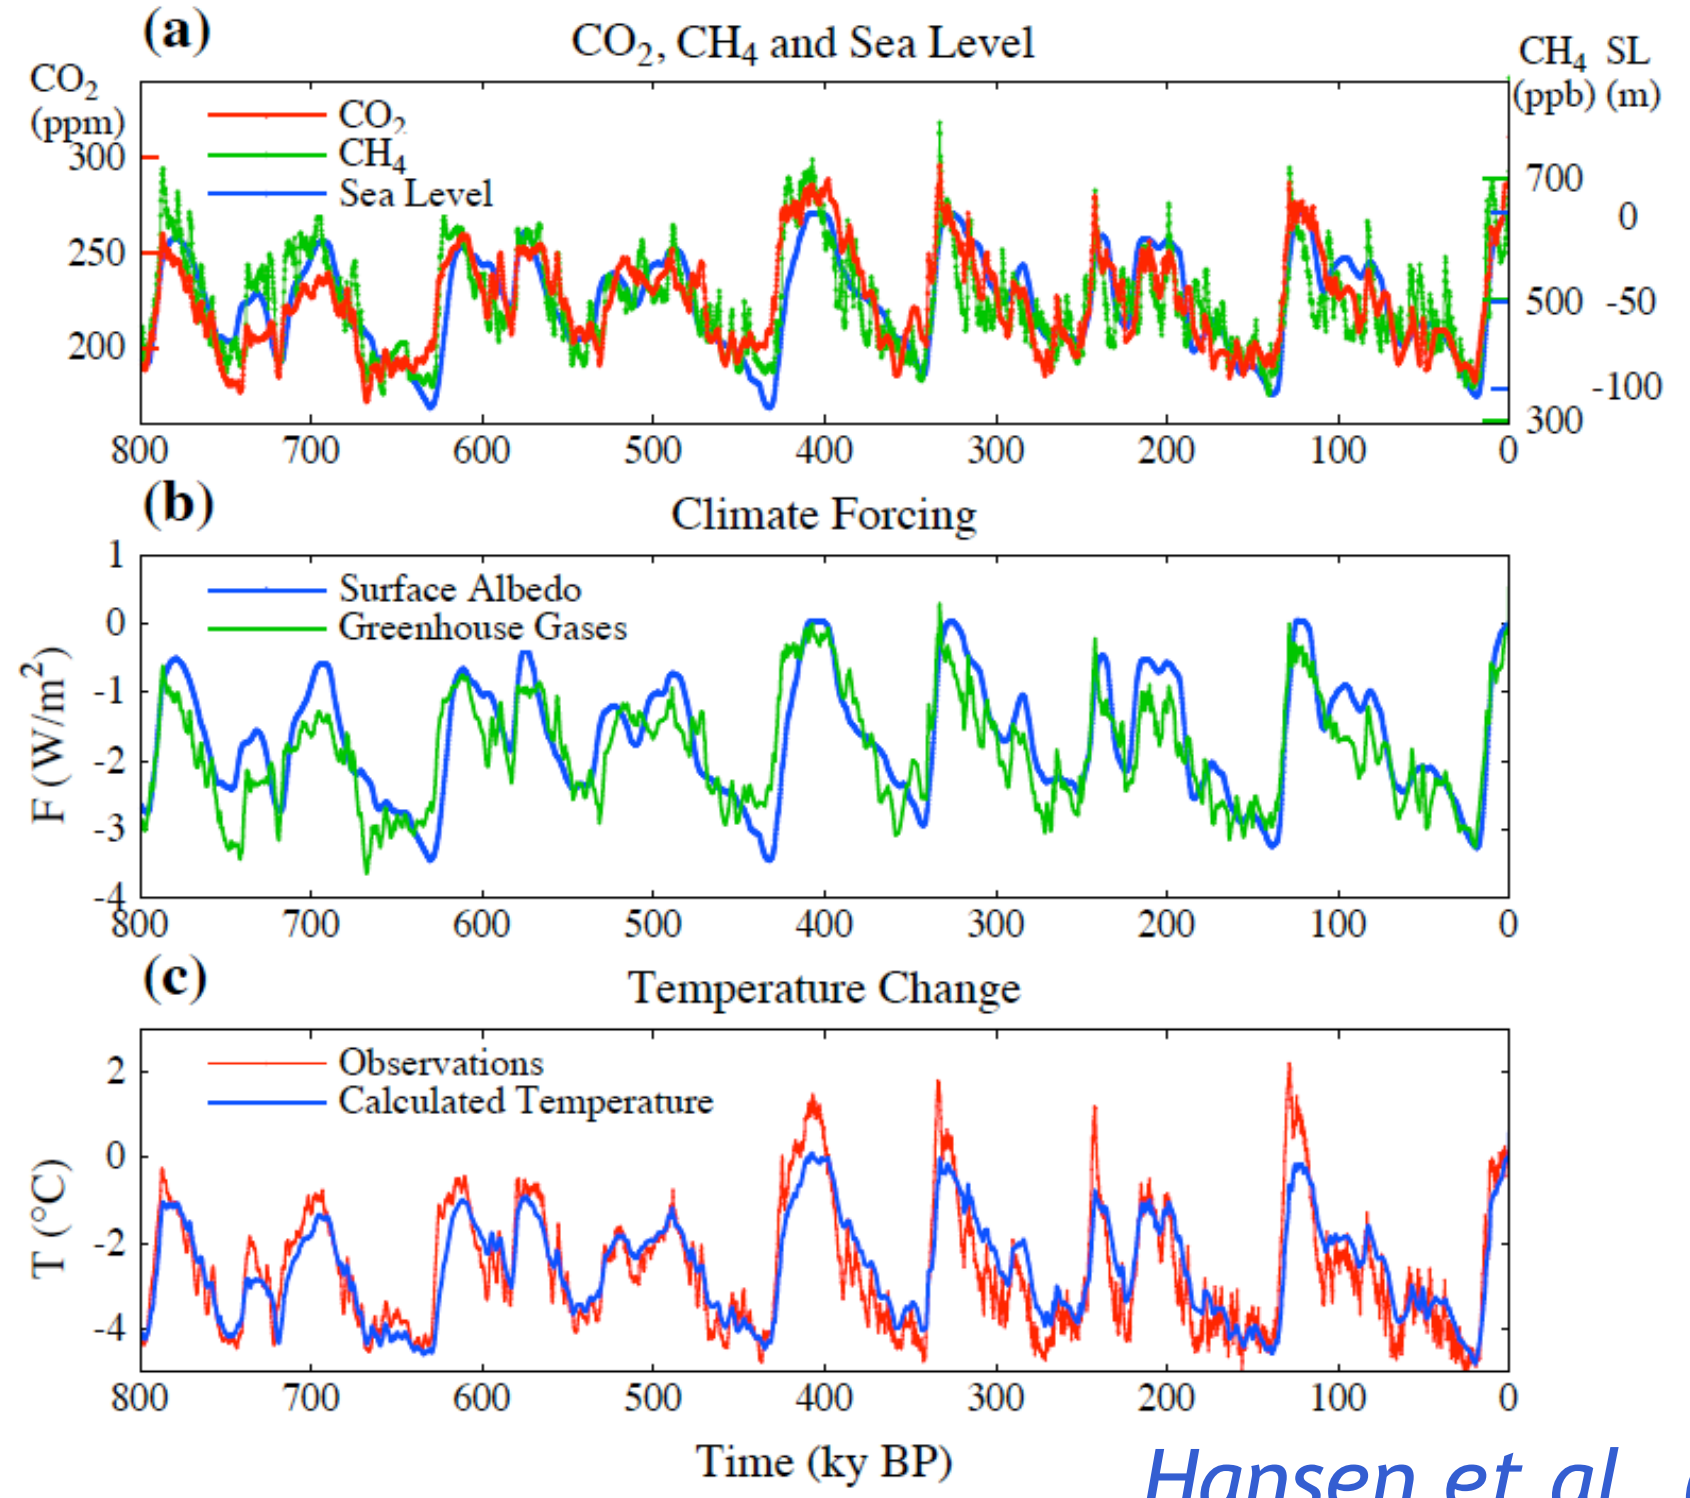 (a)
CO2, CH4 and Sea Level
CO2
(ppm)
CH4 SL
(ppb) (m)
CO2
CH4
Sea Level
300
250
200
700
500
300
0
-50
-100
800 700 600 500 400 300 200 100 0
(b)
Climate Forcing
Surface Albedo
Greenhouse Gases
F (W/m2)
1
0
-1
-2
-3
-4
800 700 600 500 400 300 200 100 0
(c)
Temperature Change
Observations
Calculated Temperature
T (°C)
2
0
-2
-4
800 700 600 500 400 300 200 100 0
Time (ky BP)
Hansen et al